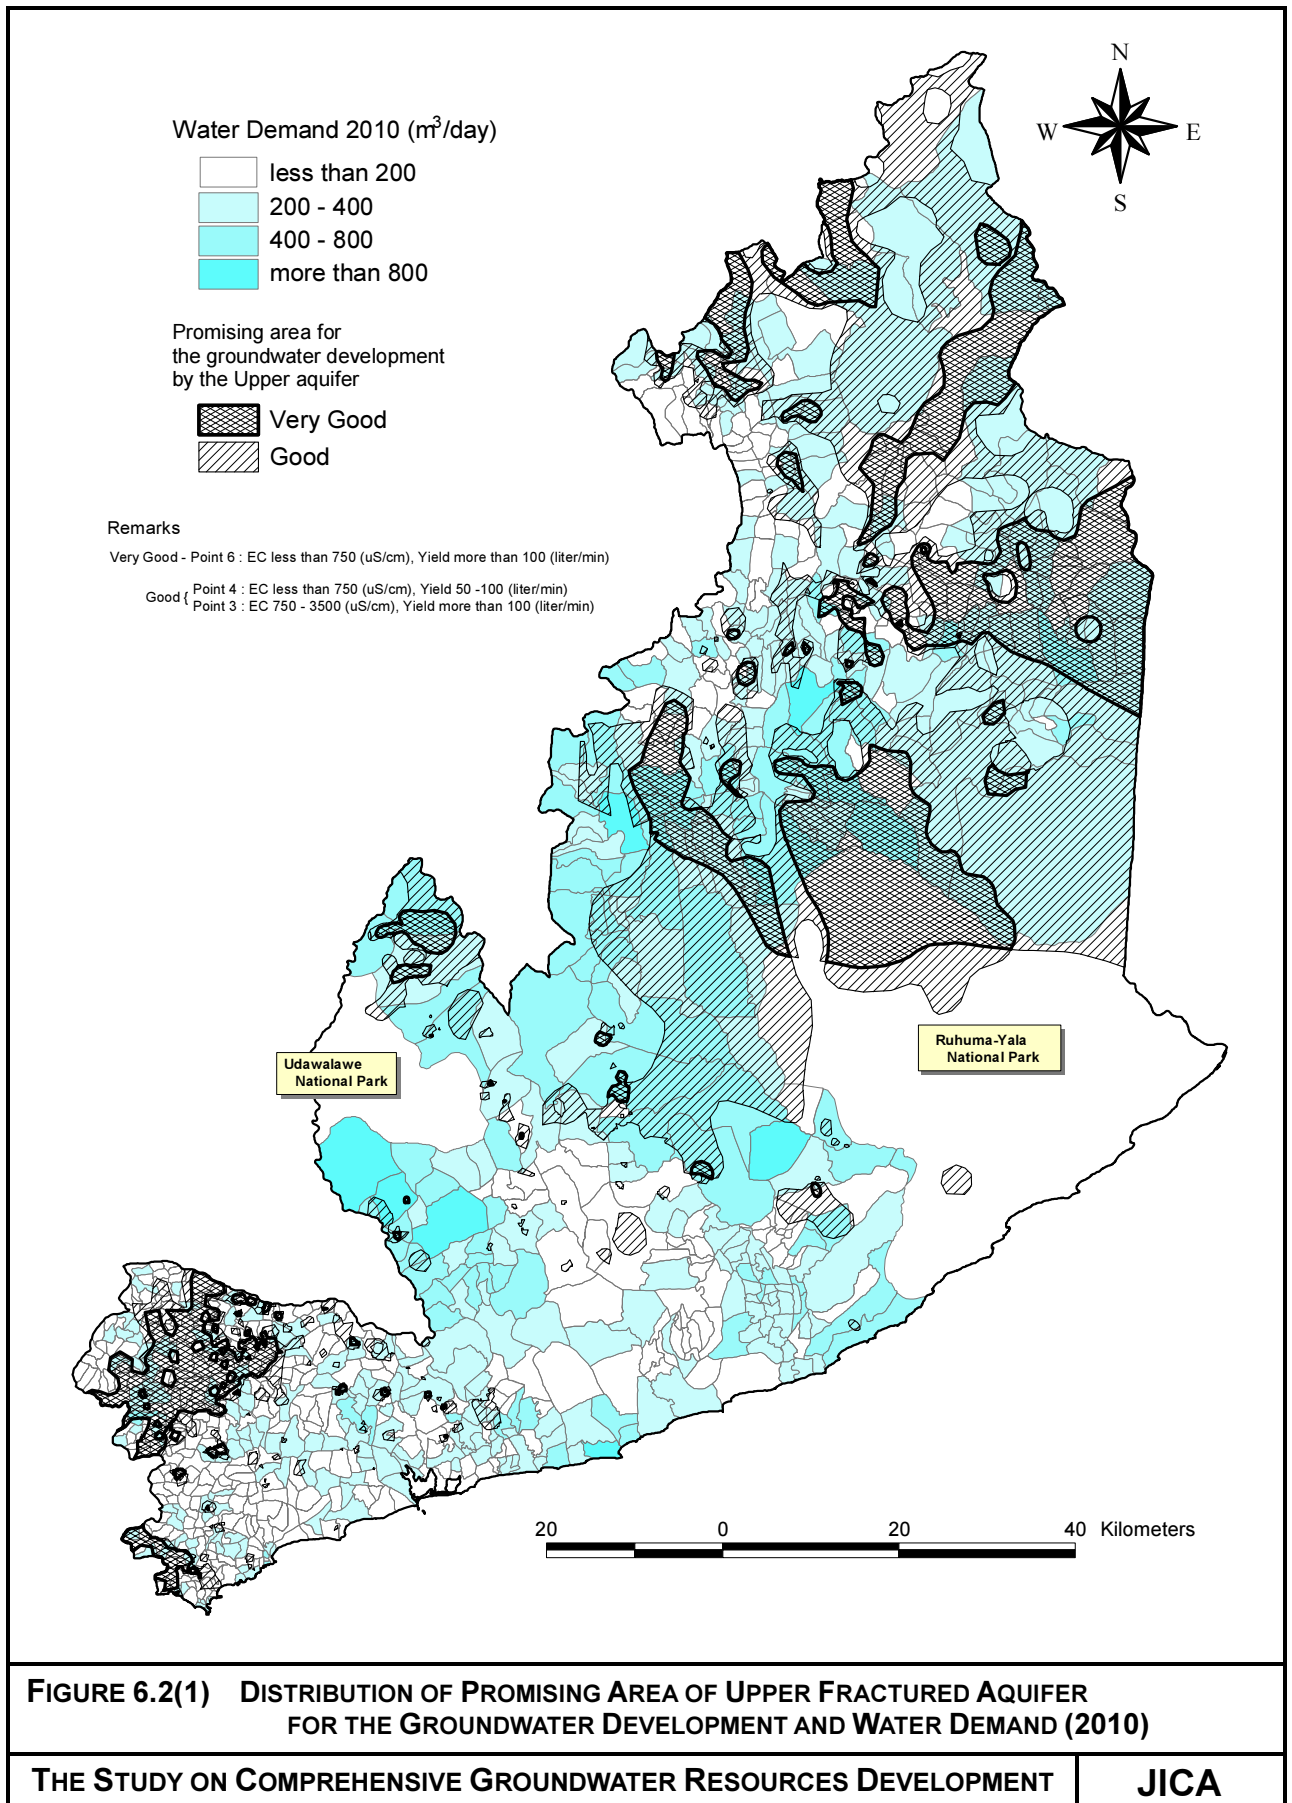 N
W E
S
Water Demand 2010 (m³/day)
less than 200
200 - 400
400 - 800
more than 800
Promising area for
the groundwater development
by the Upper aquifer
Very Good
Good
Remarks
Very Good - Point 6 : EC less than 750 (uS/cm), Yield more than 100 (liter/min)
Good { Point 4 : EC less than 750 (uS/cm), Yield 50 -100 (liter/min)
Point 3 : EC 750 - 3500 (uS/cm), Yield more than 100 (liter/min)
Ruhuma-Yala
National Park
Udawalawe
National Park
20 0 20 40 Kilometers
FIGURE 6.2(1) DISTRIBUTION OF PROMISING AREA OF UPPER FRACTURED AQUIFER
FOR THE GROUNDWATER DEVELOPMENT AND WATER DEMAND (2010)
THE STUDY ON COMPREHENSIVE GROUNDWATER RESOURCES DEVELOPMENT JICA